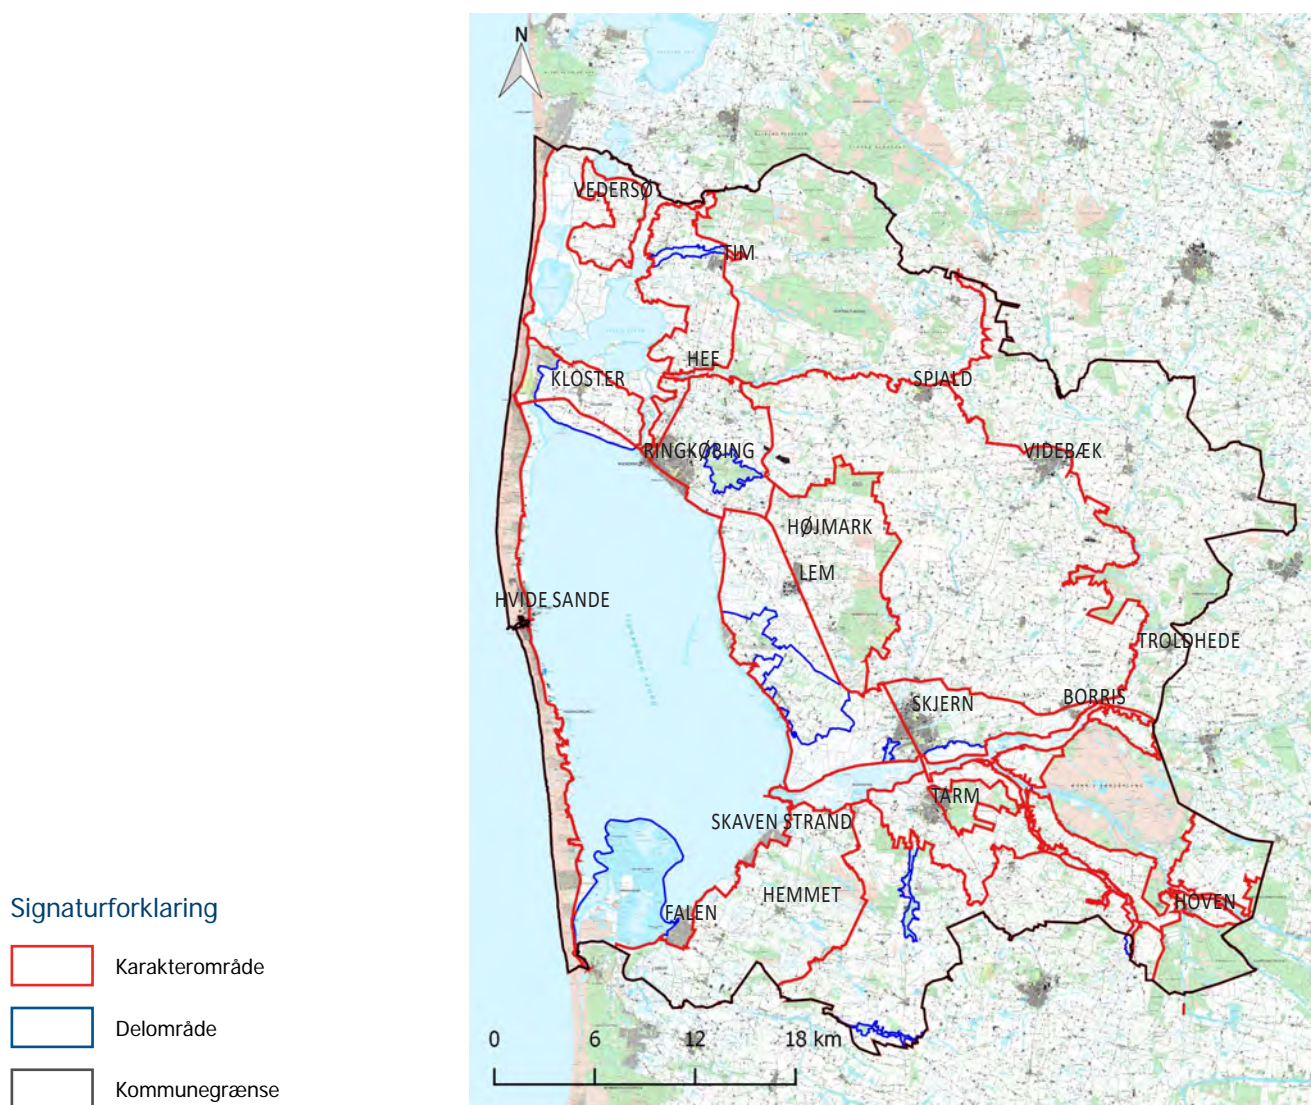 N
VEDERSØ
TIM
HEE
KLOSTER
SPJALD
RINGKØBING
VIDEBÆK
HØJMARK
LEM
HVIDE SANDE
TROLDHEDE
BORRIS
SKJERN
TARM
SKAVEN STRAND
HEMMET
FALEN
HOVEN
0 6 12 18 km
Signaturforklaring
Karakterområde
Delområde
Kommunegrænse